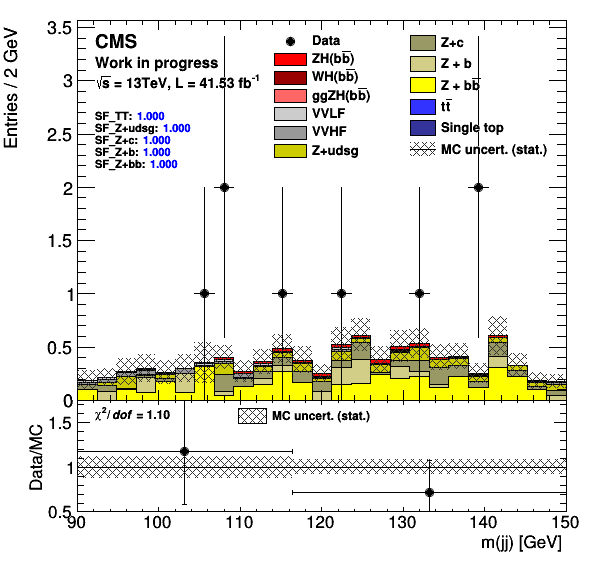 CMS
Work in progress
√s = 13TeV, L = 41.53 fb⁻¹
SF_TT: 1.000
SF_Z+udsg: 1.000
SF_Z+c: 1.000
SF_Z+b: 1.000
SF_Z+bb: 1.000
Data
ZH(bb̅)
WH(bb̅)
ggZH(bb̅)
VVLF
VVHF
Z+udsg
Z+c
Z + b
Z + bb̅
tt̅
Single top
MC uncert. (stat.)
Entries / 2 GeV
3.5
3
2.5
2
1.5
1
0.5
0
χ²/ dof = 1.10
MC uncert. (stat.)
Data/MC
1.5
1
0.5
90
100
110
120
130
140
150
m(jj) [GeV]